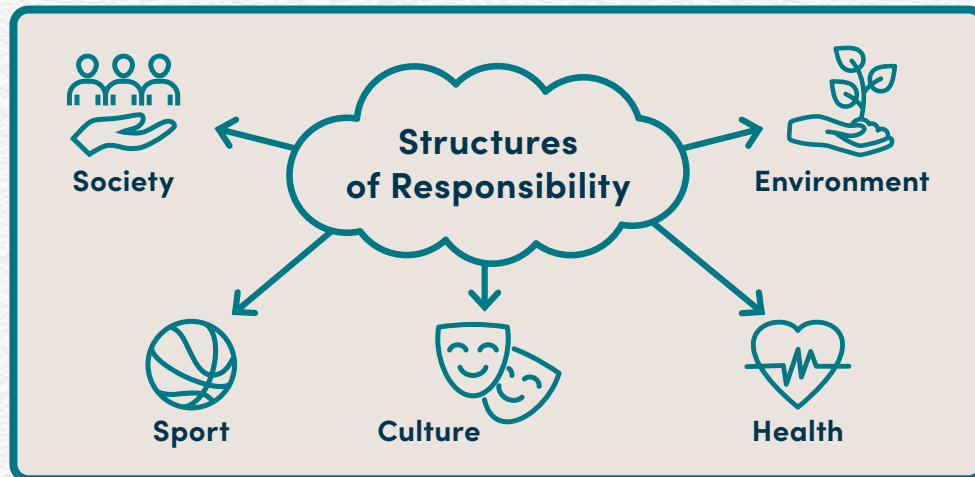 Structures
of Responsibility
Society
Environment
Sport
Culture
Health